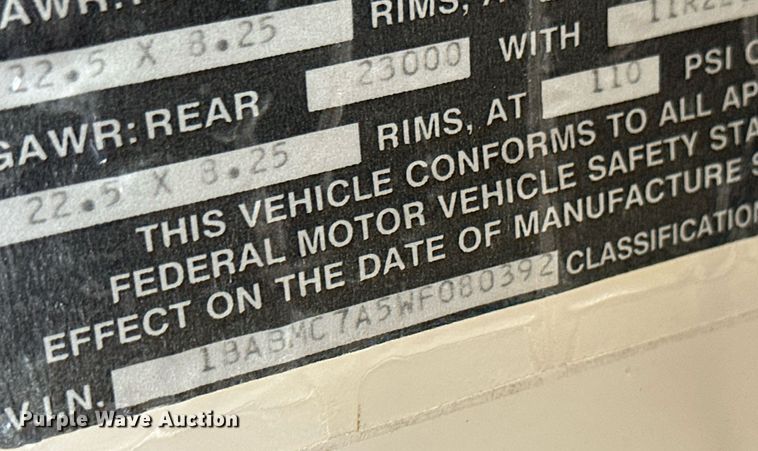 AWR:
RIMS, A
22.5 X 8.25
GAWR:REAR 23000 WITH 11R22
22.5 X 8.25 RIMS, AT 110 PSI
THIS VEHICLE CONFORMS TO ALL AP
FEDERAL MOTOR VEHICLE SAFETY STA
EFFECT ON THE DATE OF MANUFACTURE S
V.I.N. 1BABMC7A5WF080392 CLASSIFICATION
Purple Wave Auction